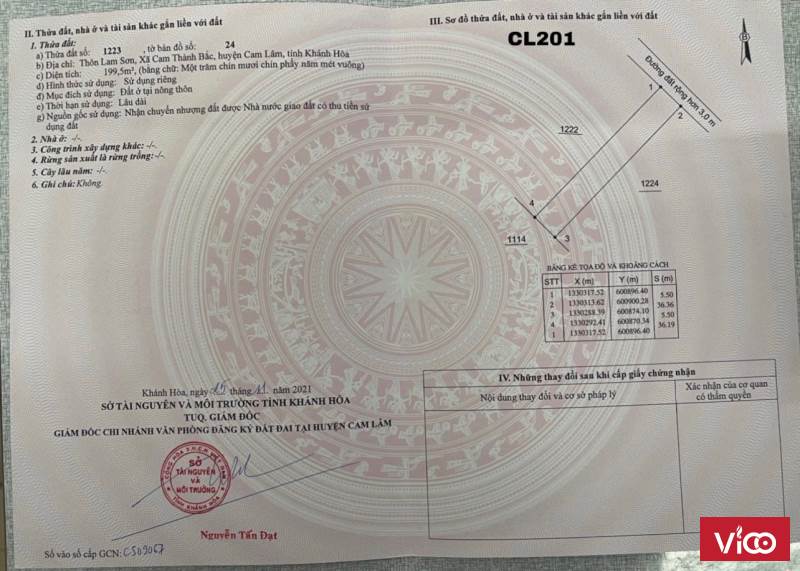 II. Thửa đất, nhà ở và tài sản khác gắn liền với đất
1. Thửa đất:
a) Thửa đất số: 1223 , tờ bản đồ số: 24
b) Địa chỉ: Thôn Lam Sơn, Xã Cam Thành Bắc, huyện Cam Lâm, tỉnh Khánh Hòa
c) Diện tích: 199,5m², (bằng chữ: Một trăm chín mươi chín phẩy năm mét vuông)
d) Hình thức sử dụng: Sử dụng riêng
đ) Mục đích sử dụng: Đất ở tại nông thôn
e) Thời hạn sử dụng: Lâu dài
g) Nguồn gốc sử dụng: Nhận chuyển nhượng đất được Nhà nước giao đất có thu tiền sử
dụng đất
2. Nhà ở: -/-
3. Công trình xây dựng khác: -/-
4. Rừng sản xuất là rừng trồng: -/-
5. Cây lâu năm: -/-
6. Ghi chú: Không
Khánh Hòa, ngày 15 tháng 11 năm 2021
SỞ TÀI NGUYÊN VÀ MÔI TRƯỜNG TỈNH KHÁNH HÒA
TUQ. GIÁM ĐỐC
GIÁM ĐỐC CHI NHÁNH VĂN PHÒNG ĐĂNG KÝ ĐẤT ĐAI TẠI HUYỆN CAM LÂM
SỞ
TÀI NGUYÊN
VÀ
MÔI TRƯỜNG
TỈNH KHÁNH HÒA
Nguyễn Tấn Đạt
Số vào sổ cấp GCN: CS09067
III. Sơ đồ thửa đất, nhà ở và tài sản khác gắn liền với đất
CL201
B
Đường đất rộng hơn 3,0 m
1
2
1222
1224
4
3
1114
BẢNG KÊ TỌA ĐỘ VÀ KHOẢNG CÁCH
STT X (m) Y (m) S (m)
1 1330317.52 600896.40
5.50
2 1330313.62 600900.28
36.36
3 1330288.39 600874.10
5.50
4 1330292.41 600870.34
36.19
1 1330317.52 600896.40
IV. Những thay đổi sau khi cấp giấy chứng nhận
Nội dung thay đổi và cơ sở pháp lý
Xác nhận của cơ quan
có thẩm quyền
ViCO